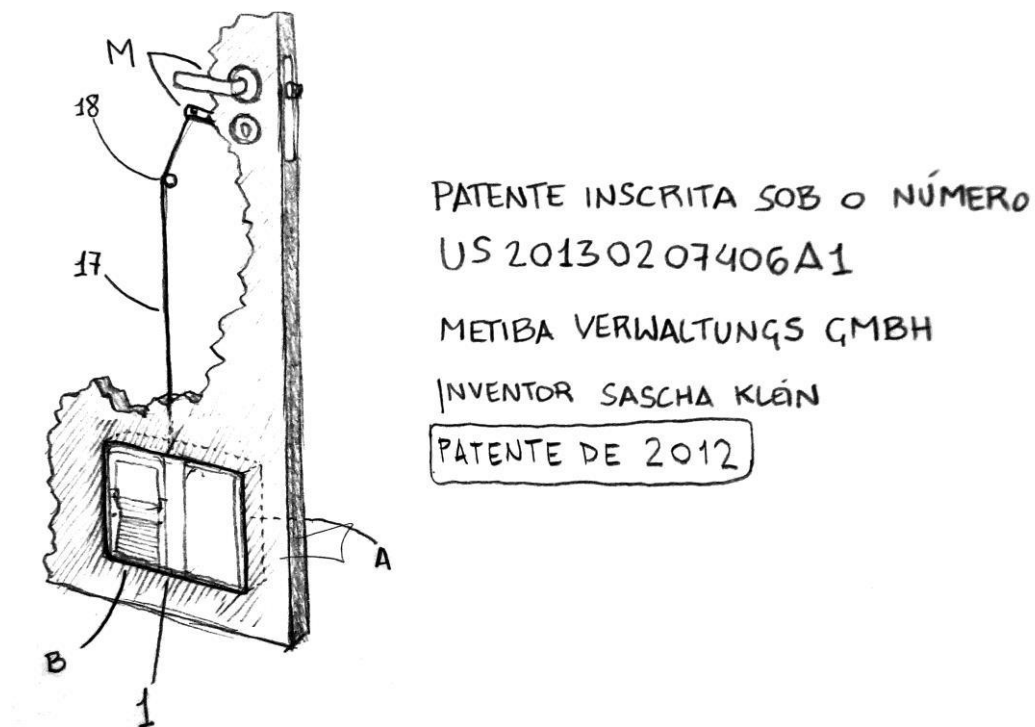 M
18
17
B
1
A
PATENTE INSCRITA SOB O NÚMERO
US 20130207406A1
METIBA VERWALTUNGS GMBH
INVENTOR SASCHA KLEIN
PATENTE DE 2012